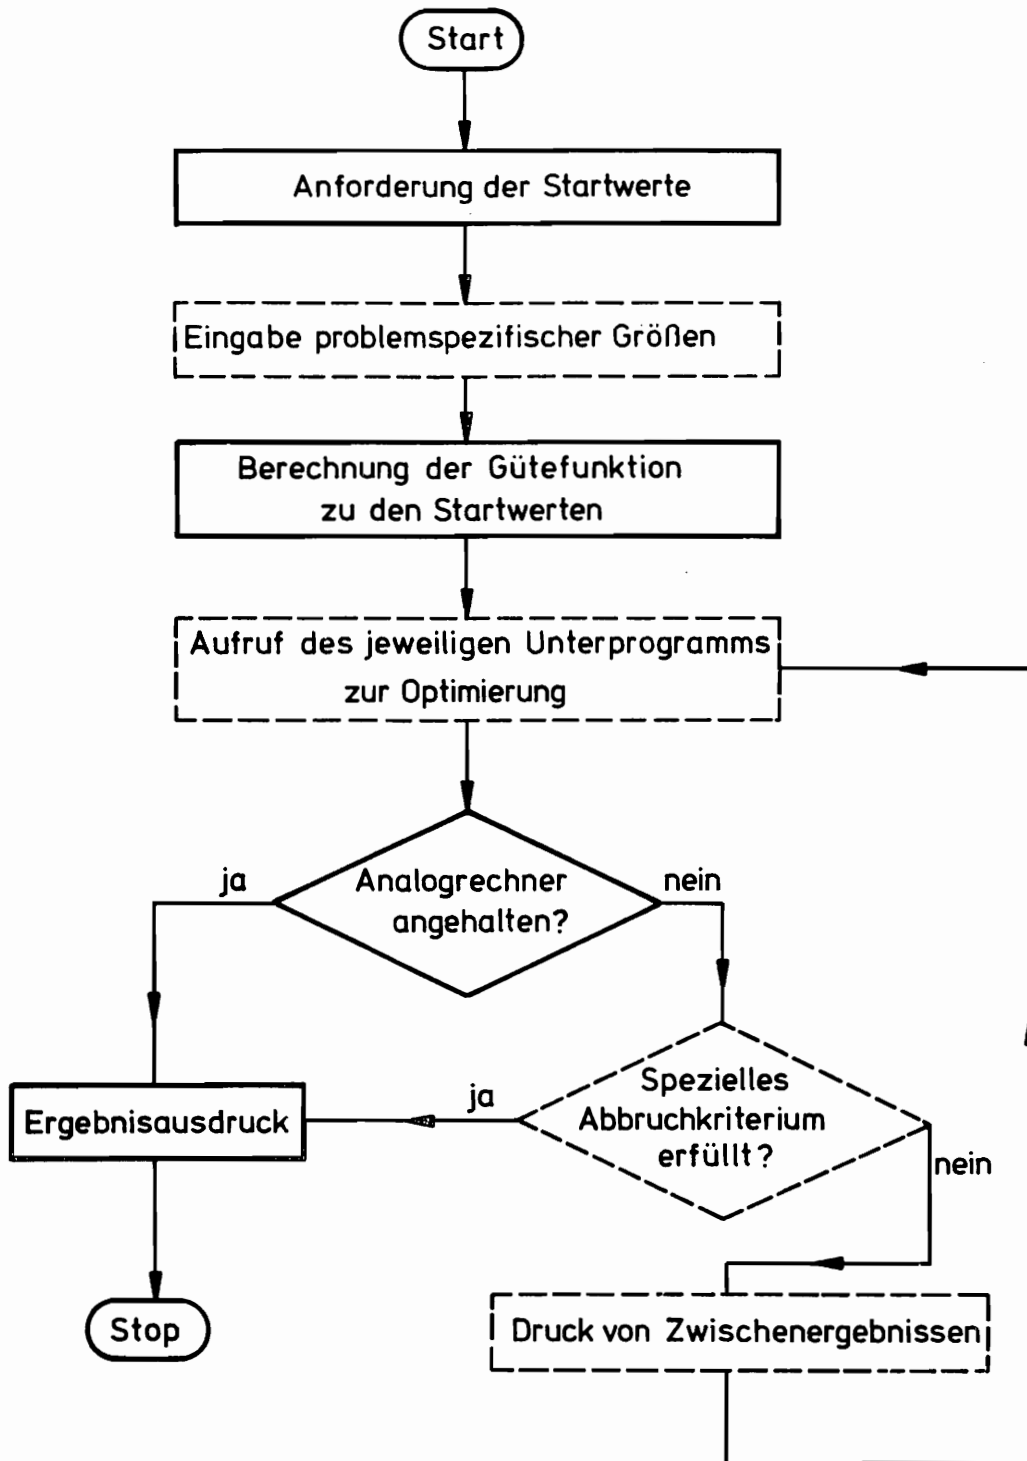 Start
Anforderung der Startwerte
Eingabe problemspezifischer Größen
Berechnung der Gütefunktion
zu den Startwerten
Aufruf des jeweiligen Unterprogramms
zur Optimierung
ja
Analogrechner
angehalten?
nein
Spezielles
Abbruchkriterium
erfüllt?
ja
Ergebnisausdruck
nein
Stop
Druck von Zwischenergebnissen